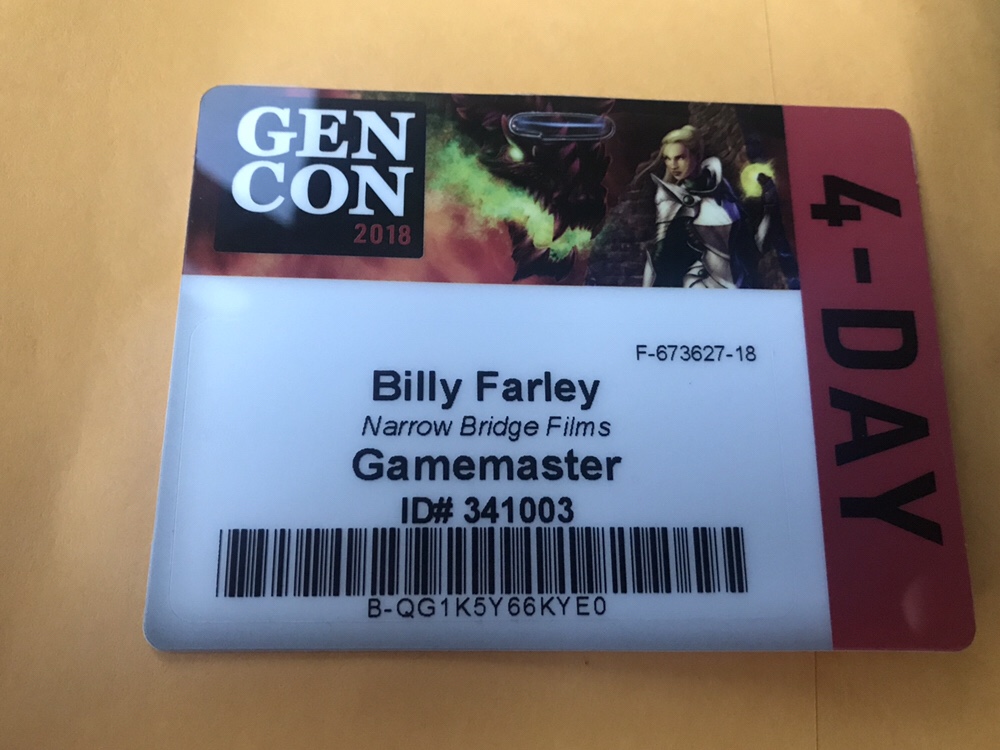 GEN
CON
2018
4-DAY
F-673627-18
Billy Farley
Narrow Bridge Films
Gamemaster
ID# 341003
B-QG1K5Y66KYE0